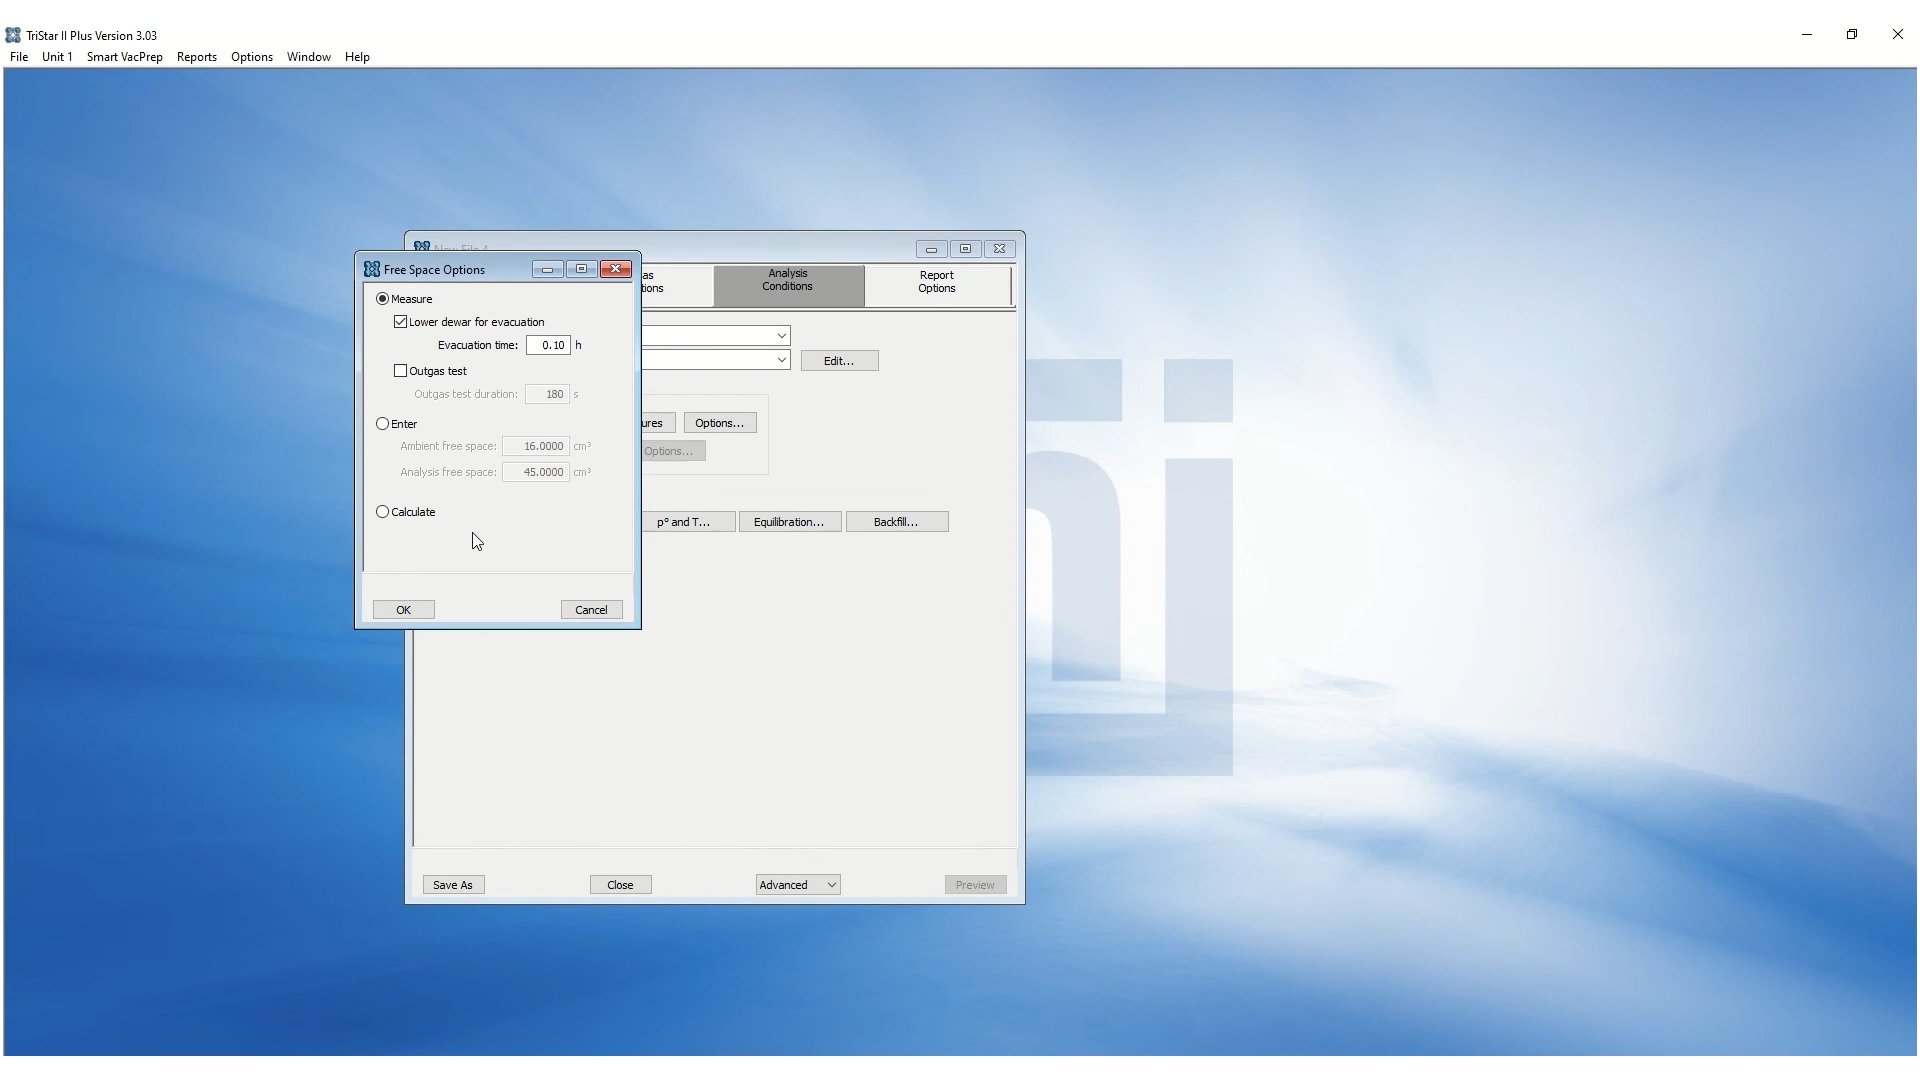 TriStar II Plus Version 3.03
File Unit 1 Smart VacPrep Reports Options Window Help
New File 4
Free Space Options
Analysis
Conditions
Report
Options
Measure
Lower dewar for evacuation
Evacuation time: 0.10 h
Outgas test
Outgas test duration: 180 s
Enter
Ambient free space: 16.0000 cm³
Analysis free space: 45.0000 cm³
Calculate
OK Cancel
Edit...
Options...
Options...
p° and T... Equilibration... Backfill...
Save As Close Advanced Preview